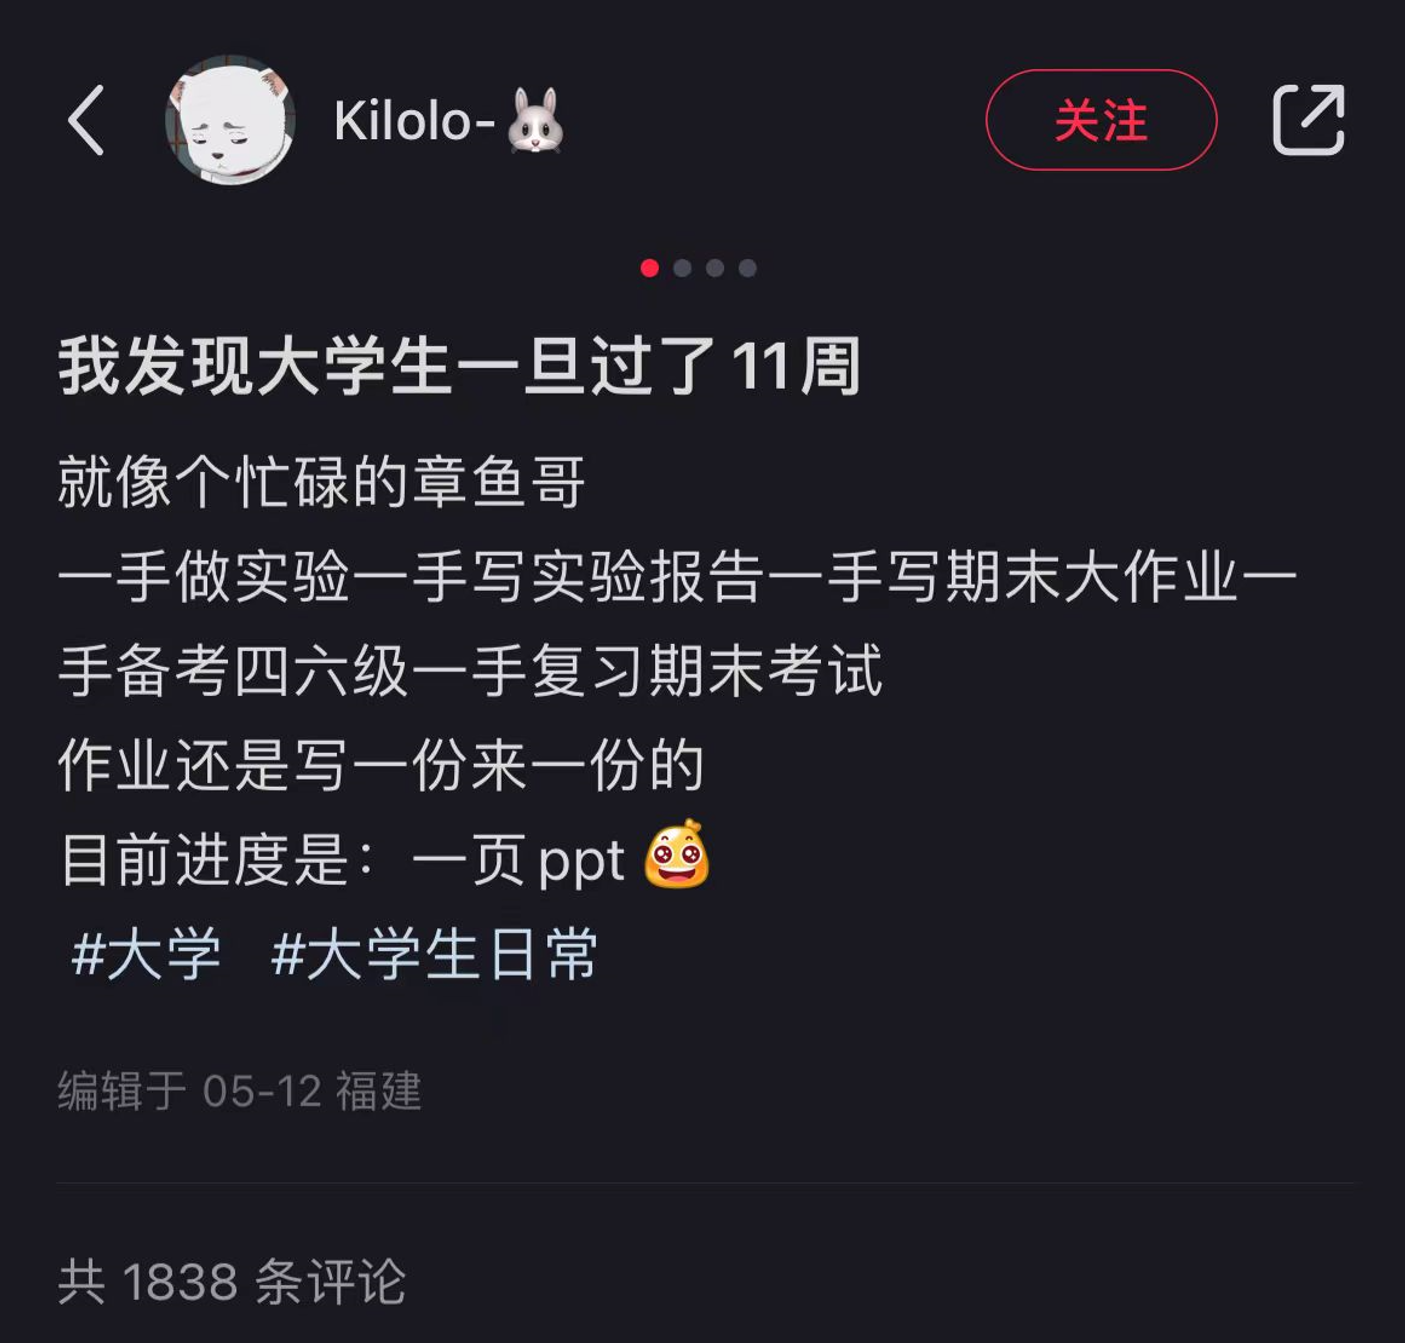 Kilolo-🐰
关注
我发现大学生一旦过了11周
就像个忙碌的章鱼哥
一手做实验一手写实验报告一手写期末大作业一
手备考四六级一手复习期末考试
作业还是写一份来一份的
目前进度是：一页ppt
#大学 #大学生日常
编辑于 05-12 福建
共 1838 条评论